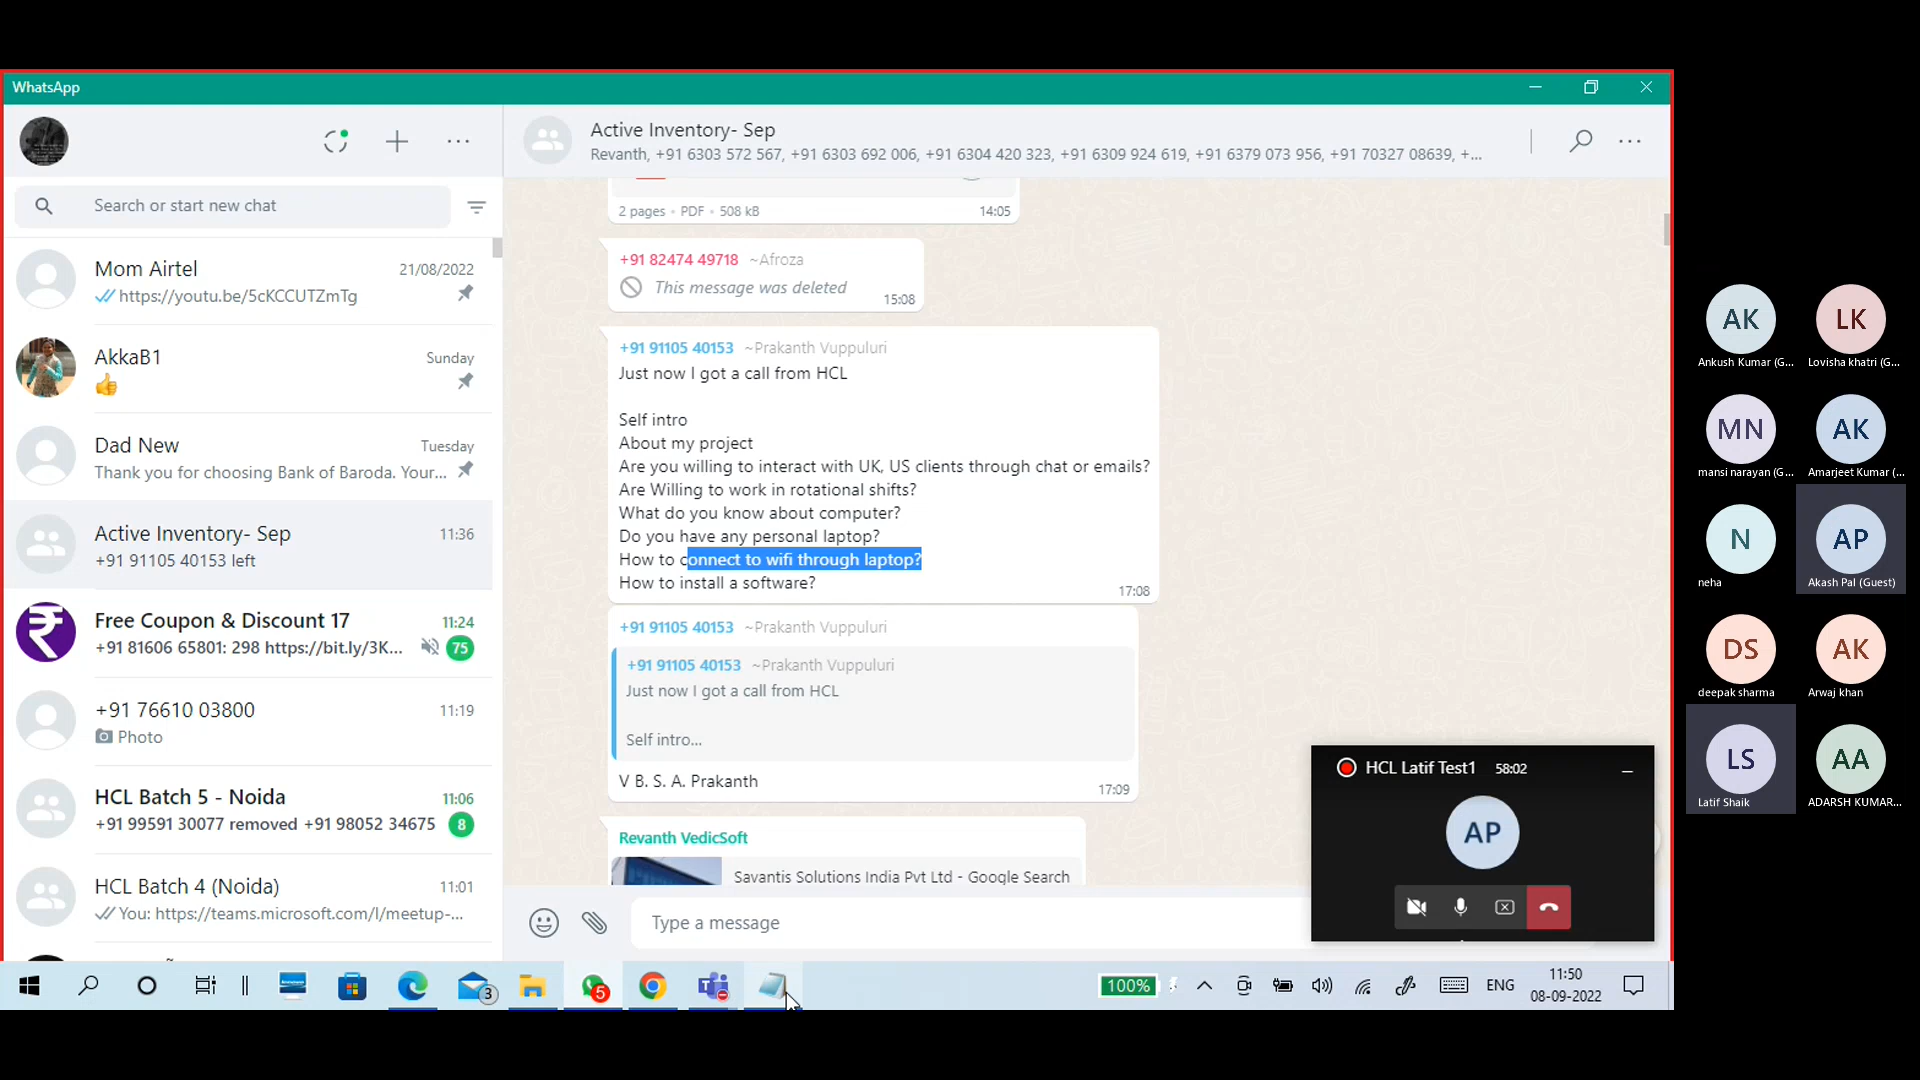 WhatsApp
Search or start new chat
Mom Airtel
21/08/2022
https://youtu.be/5cKCCUTZmTg
AkkaB1
Sunday
Dad New
Tuesday
Thank you for choosing Bank of Baroda. Your...
Active Inventory- Sep
11:36
+91 91105 40153 left
Free Coupon & Discount 17
11:24
+91 81606 65801: 298 https://bit.ly/3K...
75
+91 76610 03800
11:19
Photo
HCL Batch 5 - Noida
11:06
+91 99591 30077 removed +91 98052 34675
8
HCL Batch 4 (Noida)
11:01
You: https://teams.microsoft.com/l/meetup-...
Active Inventory- Sep
Revanth, +91 6303 572 567, +91 6303 692 006, +91 6304 420 323, +91 6309 924 619, +91 6379 073 956, +91 70327 08639, +...
2 pages • PDF • 508 kB
14:05
+91 82474 49718 ~Afroza
This message was deleted
15:08
+91 91105 40153 ~Prakanth Vuppuluri
Just now I got a call from HCL
Self intro
About my project
Are you willing to interact with UK, US clients through chat or emails?
Are Willing to work in rotational shifts?
What do you know about computer?
Do you have any personal laptop?
How to connect to wifi through laptop?
How to install a software?
17:08
+91 91105 40153 ~Prakanth Vuppuluri
+91 91105 40153 ~Prakanth Vuppuluri
Just now I got a call from HCL
Self intro...
V B. S. A. Prakanth
17:09
Revanth VedicSoft
Savantis Solutions India Pvt Ltd - Google Search
Type a message
HCL Latif Test1 58:02
AP
3
5
100%
ENG
11:50
08-09-2022
AK
LK
Ankush Kumar (G...
Lovisha khatri (G...
MN
AK
mansi narayan (G...
Amarjeet Kumar (...
N
AP
neha
Akash Pal (Guest)
DS
AK
deepak sharma
Arwaj khan
LS
AA
Latif Shaik
ADARSH KUMAR...